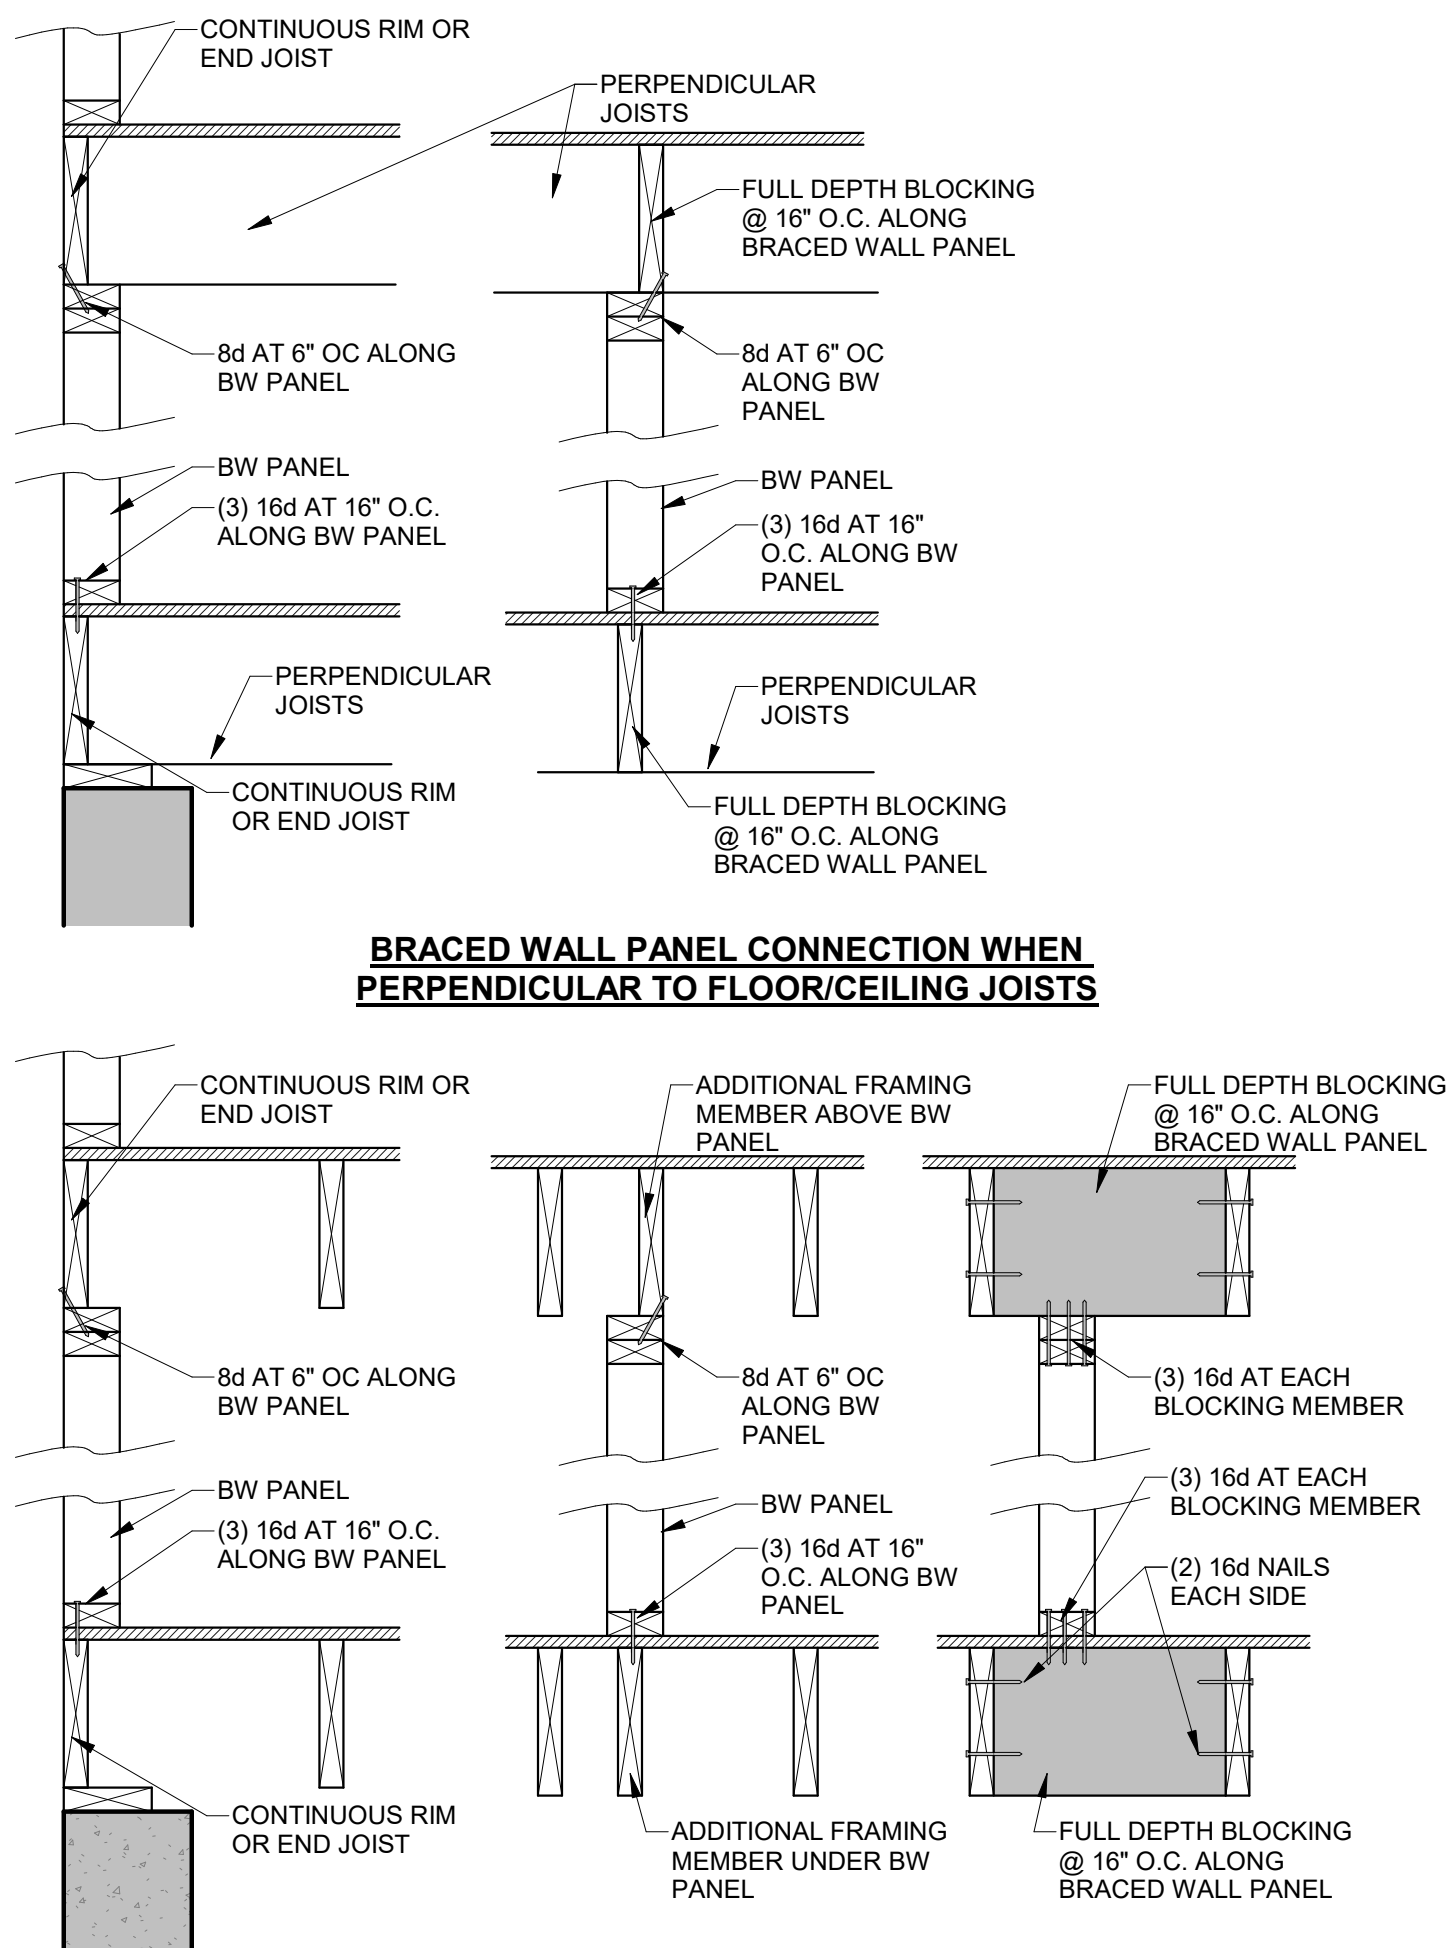 CONTINUOUS RIM OR
END JOIST
PERPENDICULAR
JOISTS
FULL DEPTH BLOCKING
@ 16" O.C. ALONG
BRACED WALL PANEL
8d AT 6" OC ALONG
BW PANEL
8d AT 6" OC
ALONG BW
PANEL
BW PANEL
(3) 16d AT 16" O.C.
ALONG BW PANEL
BW PANEL
(3) 16d AT 16"
O.C. ALONG BW
PANEL
PERPENDICULAR
JOISTS
PERPENDICULAR
JOISTS
CONTINUOUS RIM
OR END JOIST
FULL DEPTH BLOCKING
@ 16" O.C. ALONG
BRACED WALL PANEL
BRACED WALL PANEL CONNECTION WHEN
PERPENDICULAR TO FLOOR/CEILING JOISTS
CONTINUOUS RIM OR
END JOIST
ADDITIONAL FRAMING
MEMBER ABOVE BW
PANEL
FULL DEPTH BLOCKING
@ 16" O.C. ALONG
BRACED WALL PANEL
8d AT 6" OC ALONG
BW PANEL
8d AT 6" OC
ALONG BW
PANEL
(3) 16d AT EACH
BLOCKING MEMBER
BW PANEL
(3) 16d AT 16" O.C.
ALONG BW PANEL
BW PANEL
(3) 16d AT 16"
O.C. ALONG BW
PANEL
(3) 16d AT EACH
BLOCKING MEMBER
(2) 16d NAILS
EACH SIDE
CONTINUOUS RIM
OR END JOIST
ADDITIONAL FRAMING
MEMBER UNDER BW
PANEL
FULL DEPTH BLOCKING
@ 16" O.C. ALONG
BRACED WALL PANEL